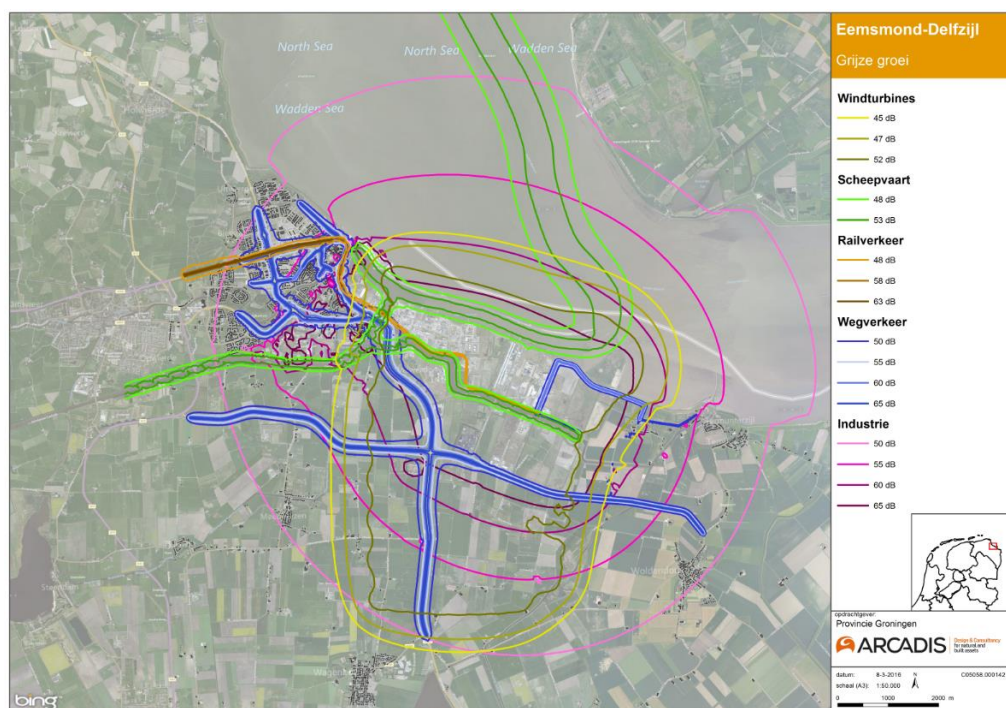 North Sea
North Sea
Wadden Sea
Wadden Sea
bing
Eemsmond-Delfzijl
Grijze groei
Windturbines
45 dB
47 dB
52 dB
Scheepvaart
48 dB
53 dB
Railverkeer
48 dB
58 dB
63 dB
Wegverkeer
50 dB
55 dB
60 dB
65 dB
Industrie
50 dB
55 dB
60 dB
65 dB
opdrachtgever:
Provincie Groningen
ARCADIS
Design & Consultancy
for natural and
built assets
datum: 8-3-2016 N C05058.000142
schaal (A3): 1:50.000
0 1000 2000 m